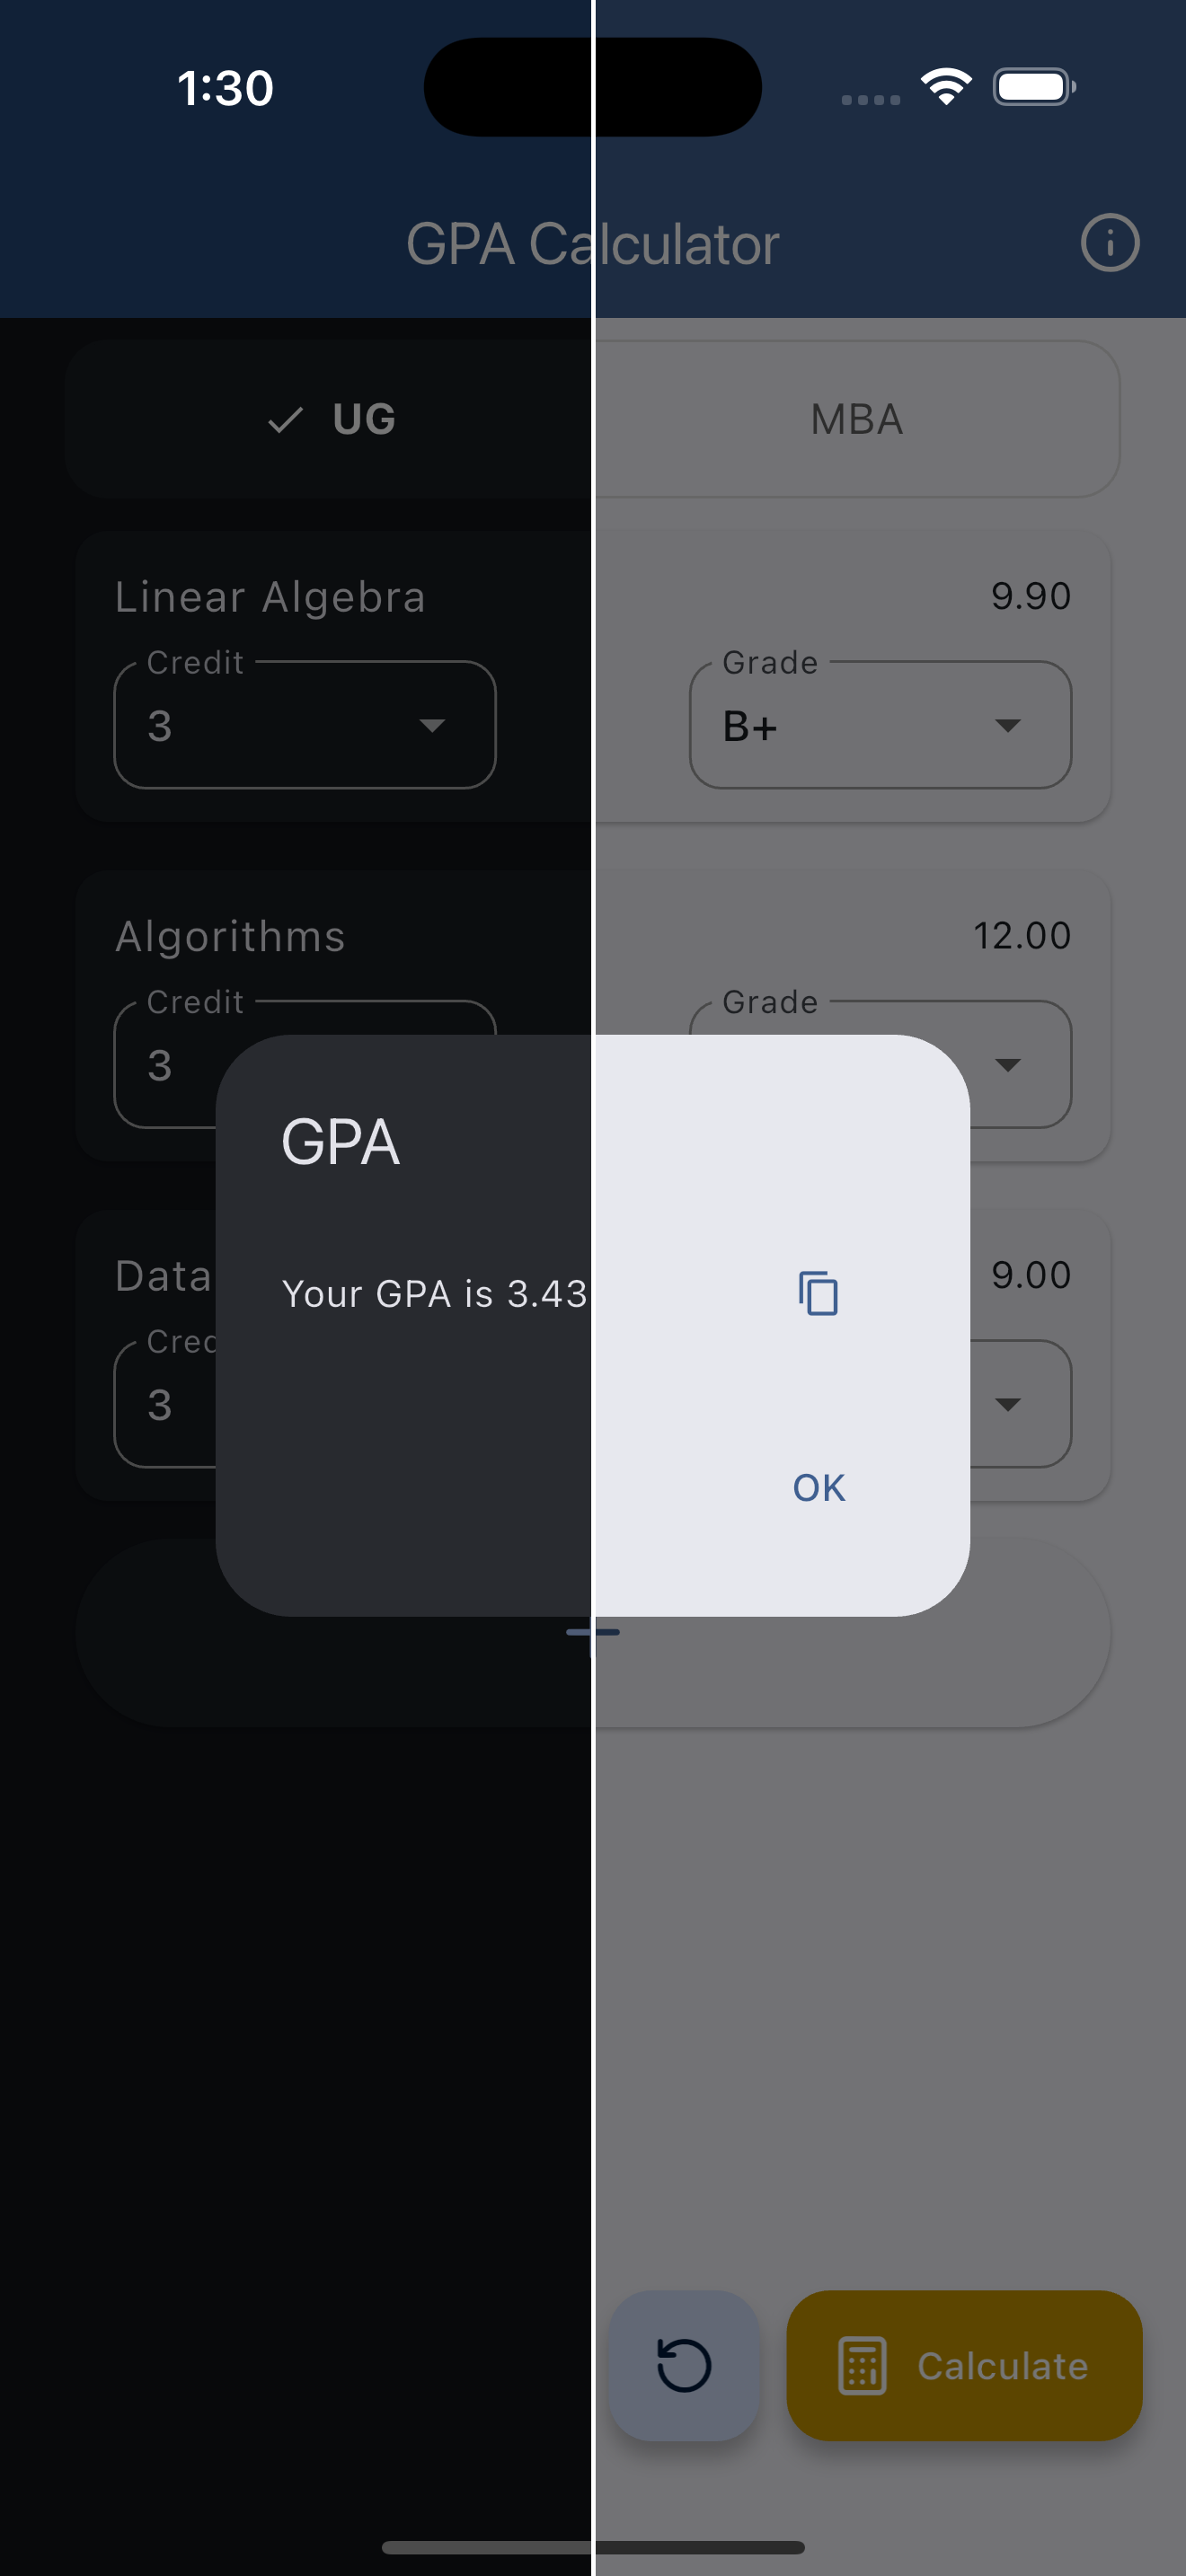 1:30
GPA Calculator
UG MBA
Linear Algebra 9.90
Credit Grade
3 B+
Algorithms 12.00
Credit Grade
3
GPA
Data 9.00
Your GPA is 3.43
3
OK
Calculate